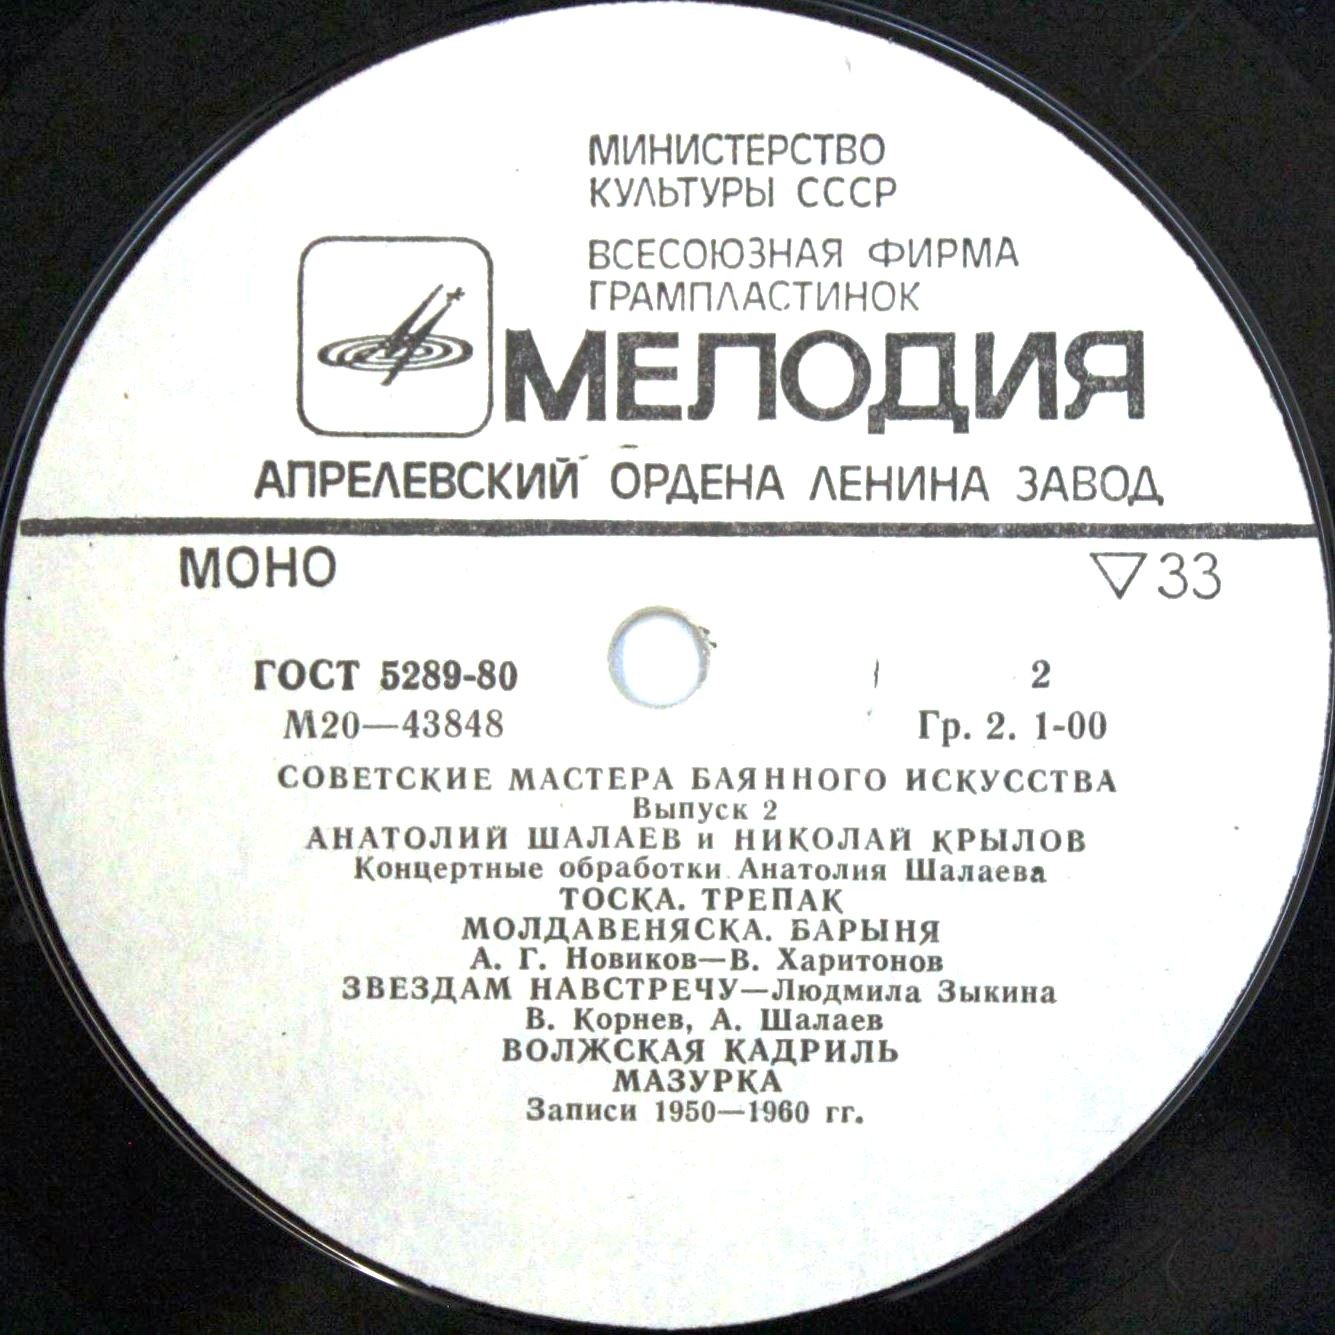 МИНИСТЕРСТВО
КУЛЬТУРЫ СССР
ВСЕСОЮЗНАЯ ФИРМА
ГРАМПЛАСТИНОК
МЕЛОДИЯ
АПРЕЛЕВСКИЙ ОРДЕНА ЛЕНИНА ЗАВОД
МОНО ▽33
ГОСТ 5289-80 2
М20—43848 Гр. 2. 1-00
СОВЕТСКИЕ МАСТЕРА БАЯННОГО ИСКУССТВА
Выпуск 2
АНАТОЛИЙ ШАЛАЕВ и НИКОЛАЙ КРЫЛОВ
Концертные обработки Анатолия Шалаева
ТОСКА. ТРЕПАК
МОЛДАВЕНЯСКА. БАРЫНЯ
А. Г. Новиков—В. Харитонов
ЗВЕЗДАМ НАВСТРЕЧУ—Людмила Зыкина
В. Корнев, А. Шалаев
ВОЛЖСКАЯ КАДРИЛЬ
МАЗУРКА
Записи 1950—1960 гг.